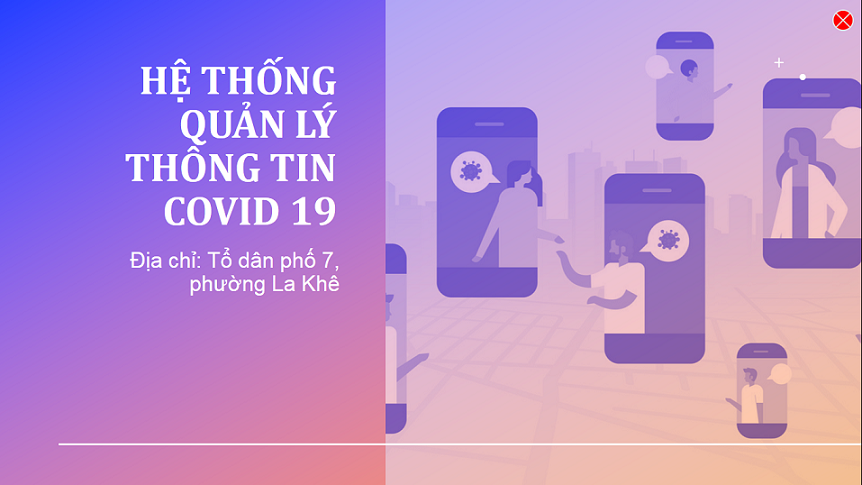 HỆ THỐNG
QUẢN LÝ
THÔNG TIN
COVID 19
Địa chỉ: Tổ dân phố 7,
phường La Khê